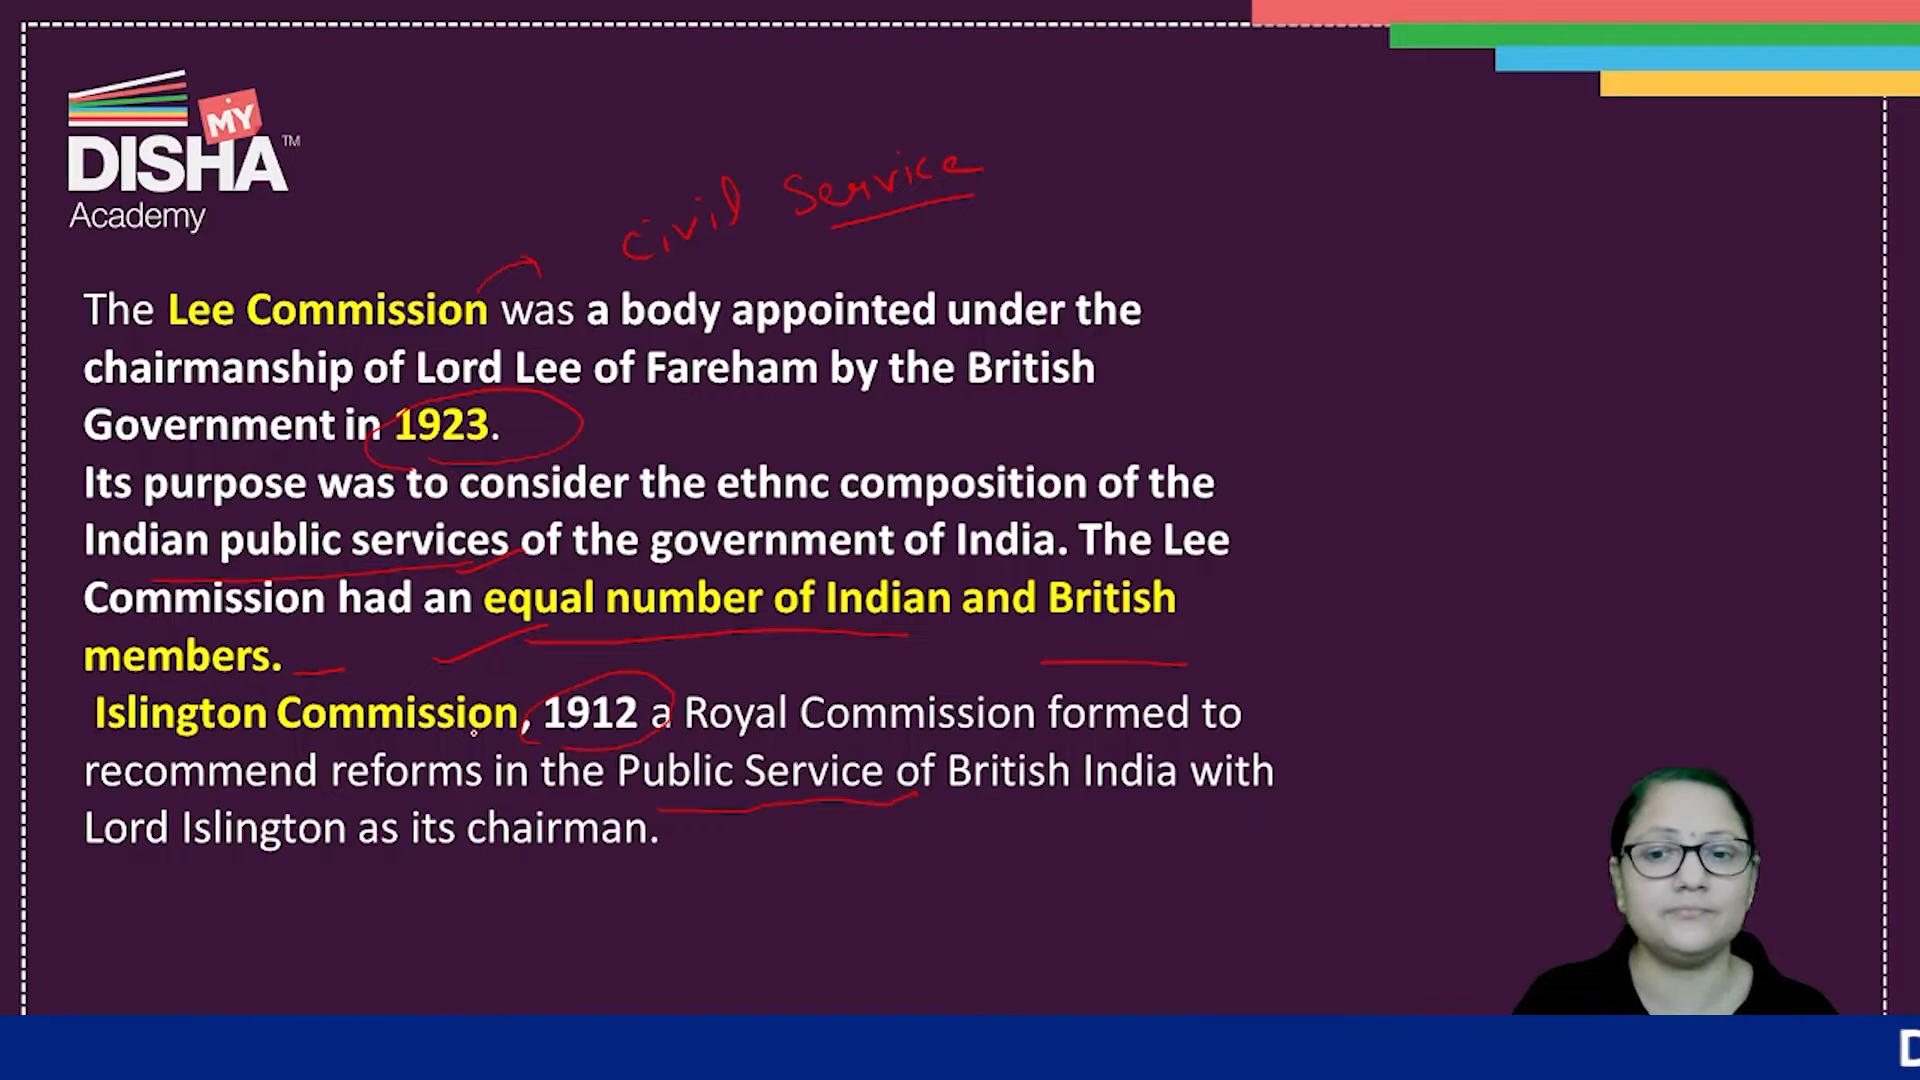 MY
DISHA™
Academy
civil Service
The Lee Commission was a body appointed under the
chairmanship of Lord Lee of Fareham by the British
Government in 1923.
Its purpose was to consider the ethnc composition of the
Indian public services of the government of India. The Lee
Commission had an equal number of Indian and British
members.
Islington Commission, 1912 a Royal Commission formed to
recommend reforms in the Public Service of British India with
Lord Islington as its chairman.
D